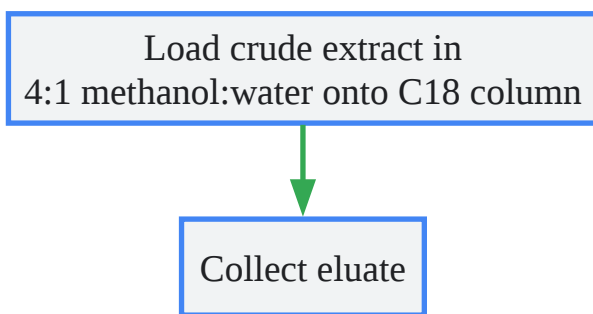 Load crude extract in
4:1 methanol:water onto C18 column
Collect eluate